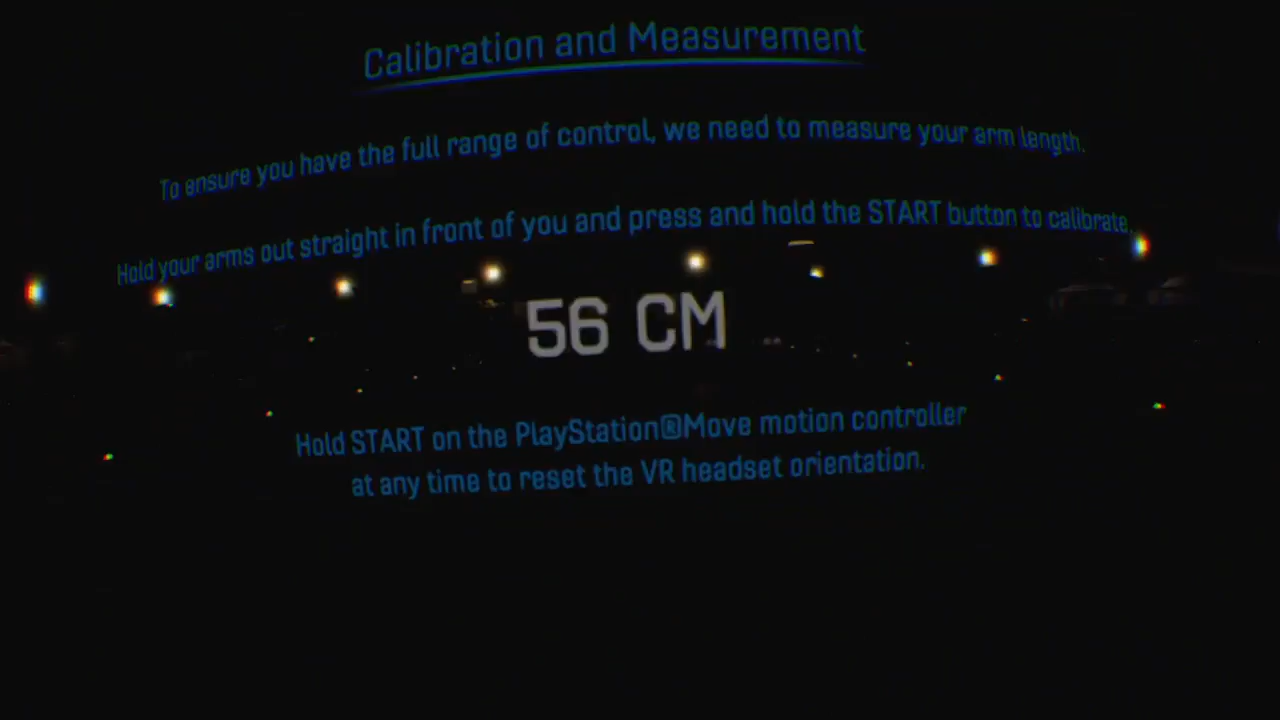 Calibration and Measurement
To ensure you have the full range of control, we need to measure your arm length.
Hold your arms out straight in front of you and press and hold the START button to calibrate.
56 CM
Hold START on the PlayStation®Move motion controller
at any time to reset the VR headset orientation.